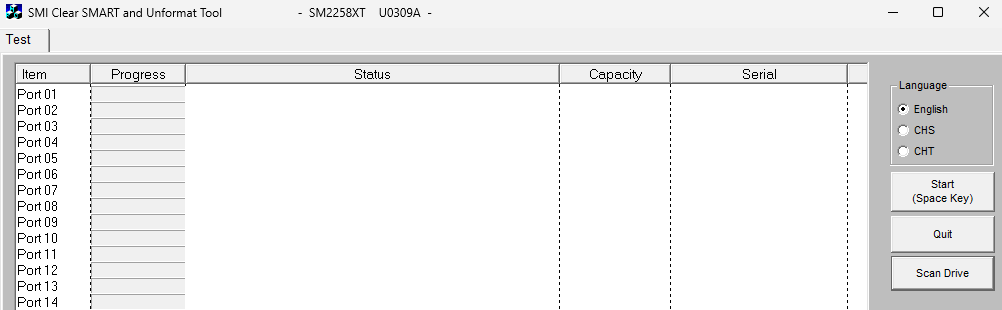 SMI Clear SMART and Unformat Tool - SM2258XT U0309A -
Test
Item Progress Status Capacity Serial
Port 01
Port 02
Port 03
Port 04
Port 05
Port 06
Port 07
Port 08
Port 09
Port 10
Port 11
Port 12
Port 13
Port 14
Language
English
CHS
CHT
Start
(Space Key)
Quit
Scan Drive